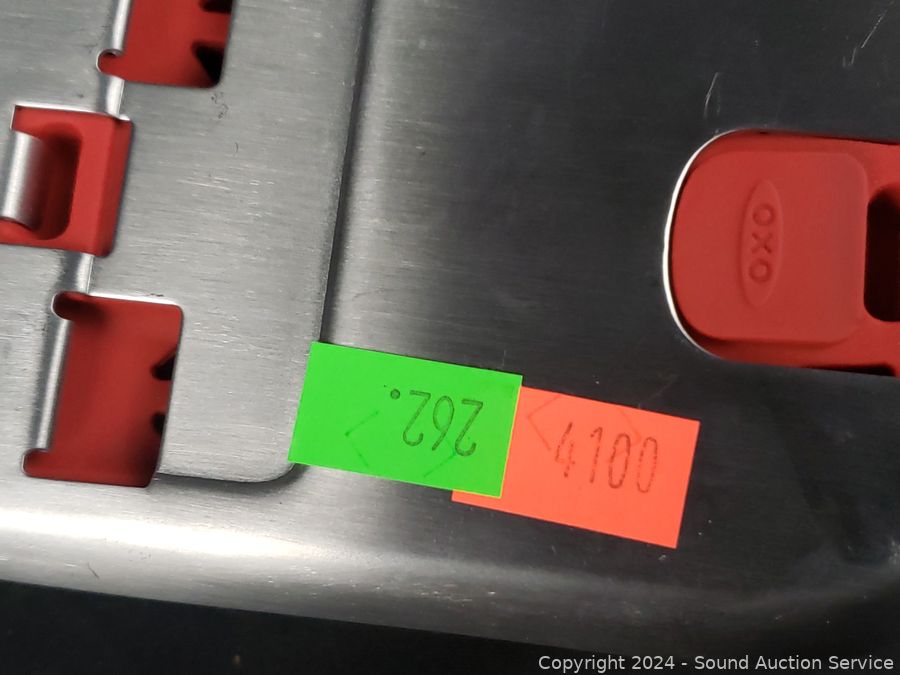 OXO
262.
4100
Copyright 2024 - Sound Auction Service